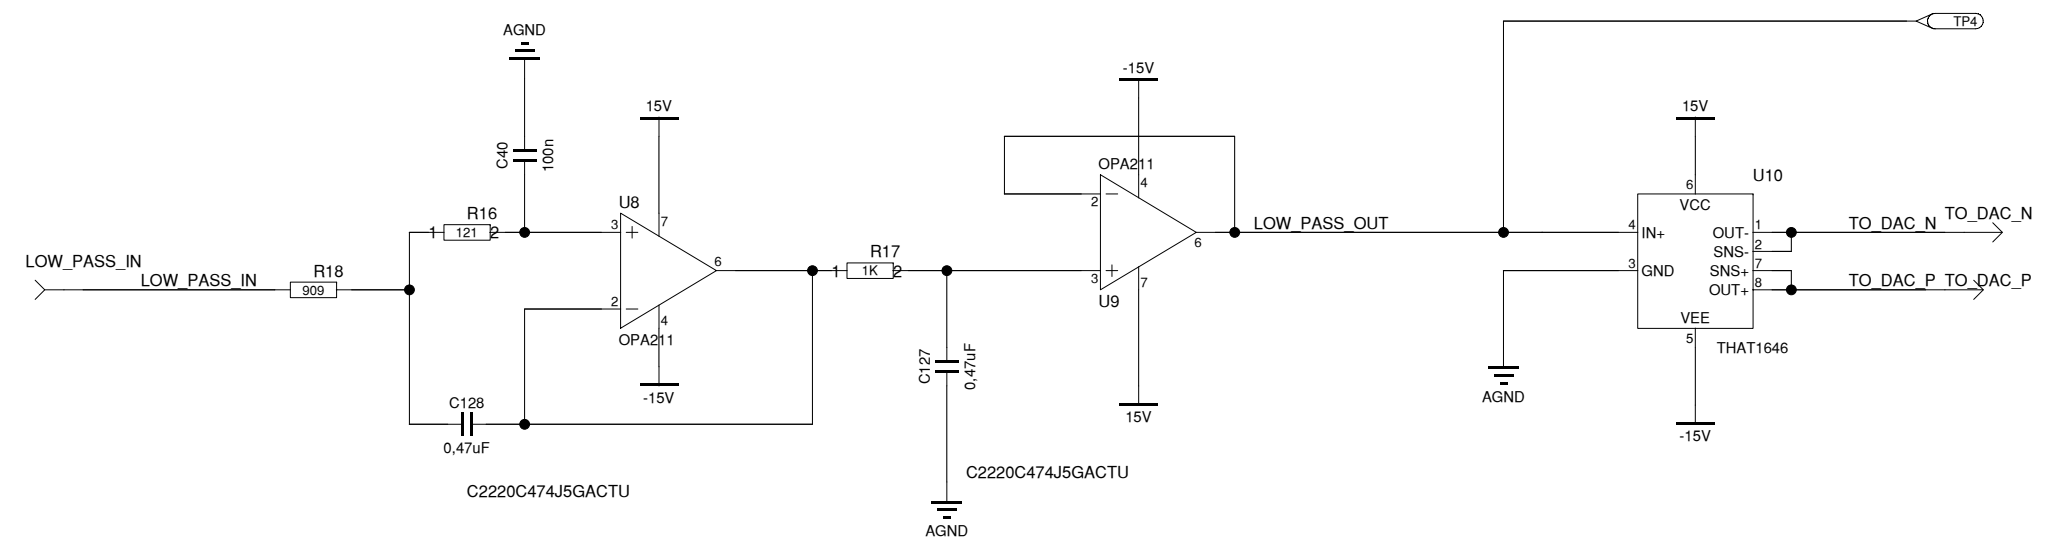 TP4
AGND
-15V
C40
100n
15V
15V
OPA211
4
2
U10
6
VCC
U8
R16
1
121
2
3
7
LOW_PASS_OUT
6
4
IN+
OUT-
1
TO_DAC_N
TO_DAC_N
SNS-
2
LOW_PASS_IN
LOW_PASS_IN
R18
909
6
R17
1
1K
2
3
U9
7
3
GND
SNS+
7
OUT+
8
TO_DAC_P
TO_DAC_P
2
4
OPA211
VEE
5
THAT1646
C127
0,47uF
-15V
AGND
C128
0,47uF
15V
-15V
C2220C474J5GACTU
C2220C474J5GACTU
AGND